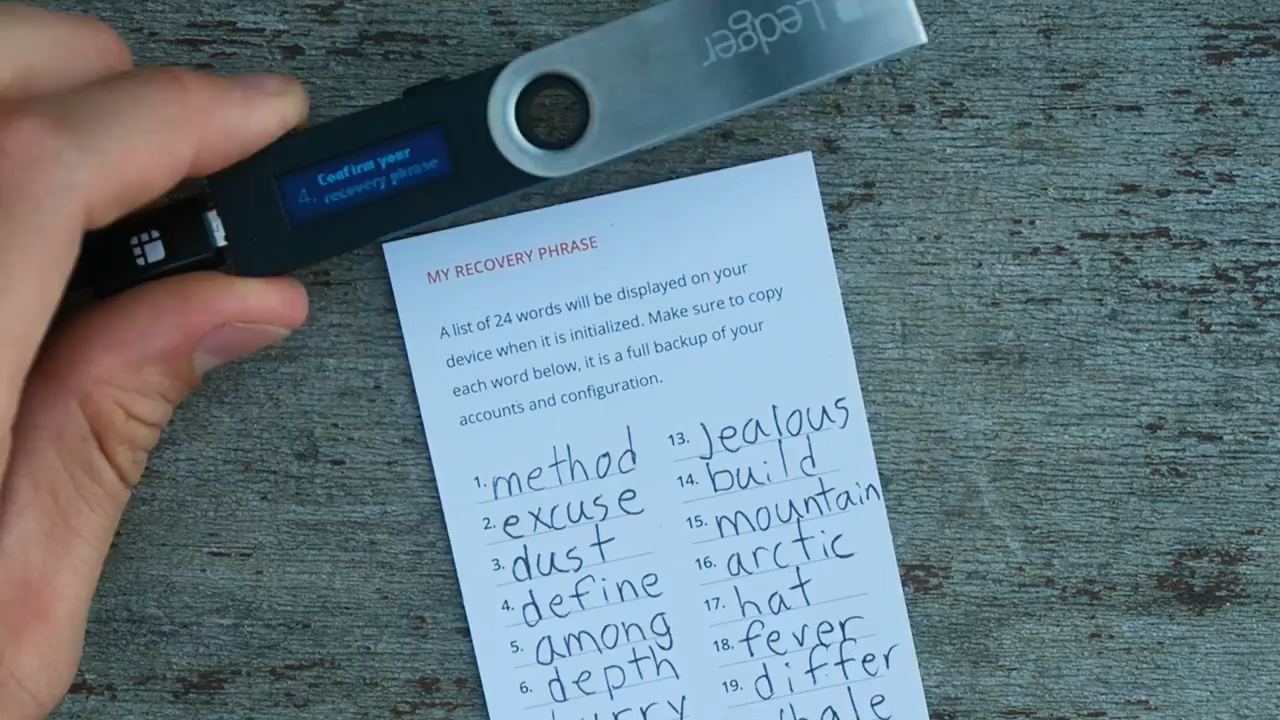 Ledger
4. Confirm your
recovery phrase
MY RECOVERY PHRASE
A list of 24 words will be displayed on your
device when it is initialized. Make sure to copy
each word below, it is a full backup of your
accounts and configuration.
1. method
2. excuse
3. dust
4. define
5. among
6. depth
13. jealous
14. build
15. mountain
16. arctic
17. hat
18. fever
19. differ